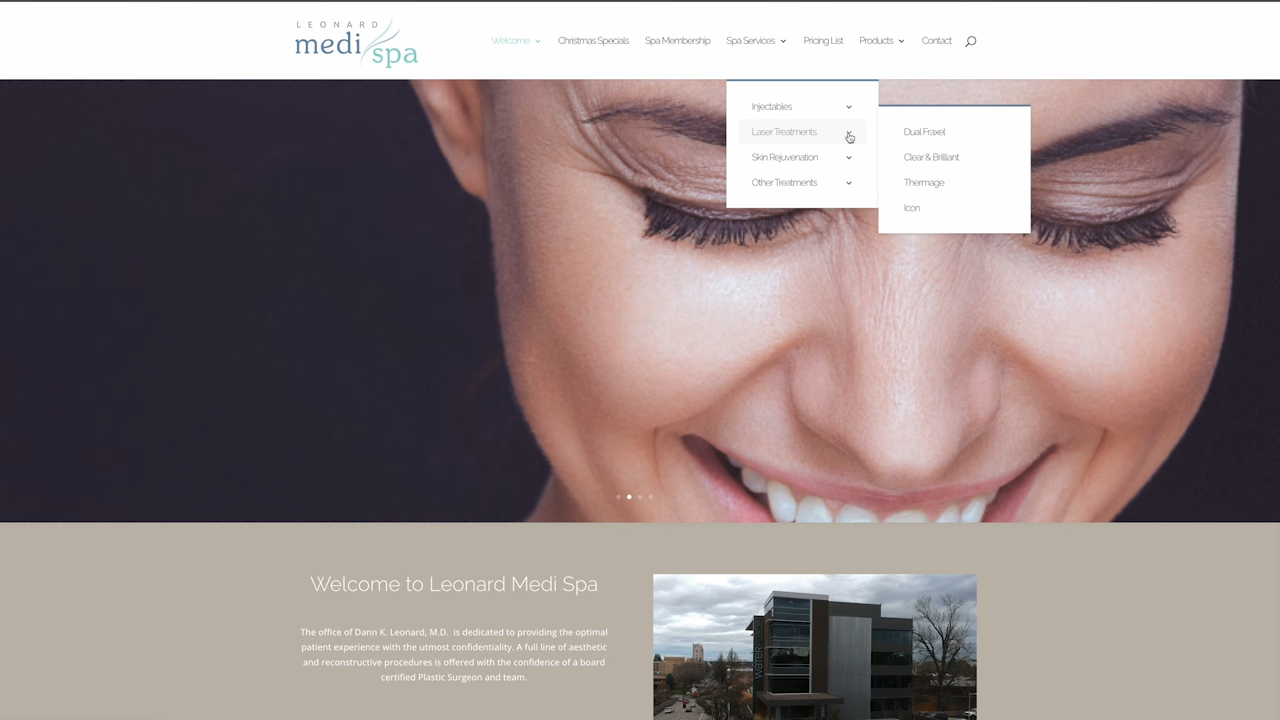 LEONARD
medi spa
Welcome
Christmas Specials
Spa Membership
Spa Services
Pricing List
Products
Contact
Injectables
Laser Treatments
Skin Rejuvenation
Other Treatments
Dual Fraxel
Clear & Brilliant
Thermage
Icon
Welcome to Leonard Medi Spa
The office of Dann K. Leonard, M.D. is dedicated to providing the optimal
patient experience with the utmost confidentiality. A full line of aesthetic
and reconstructive procedures is offered with the confidence of a board
certified Plastic Surgeon and team.
WATER